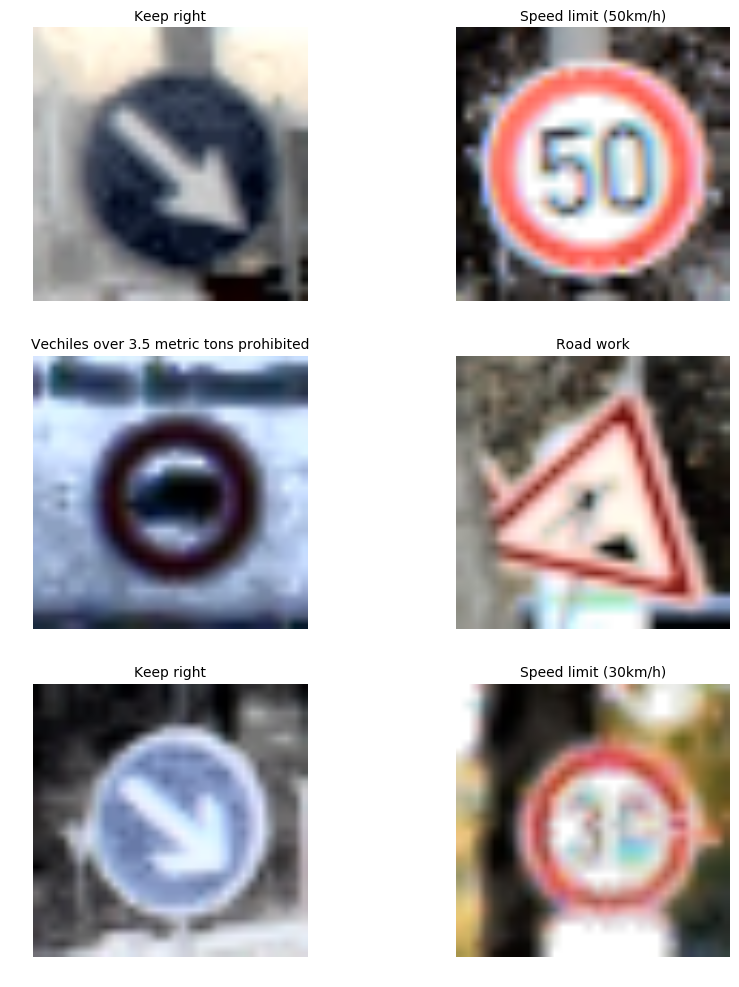 Keep right
Speed limit (50km/h)
50
Vechiles over 3.5 metric tons prohibited
Road work
Keep right
Speed limit (30km/h)